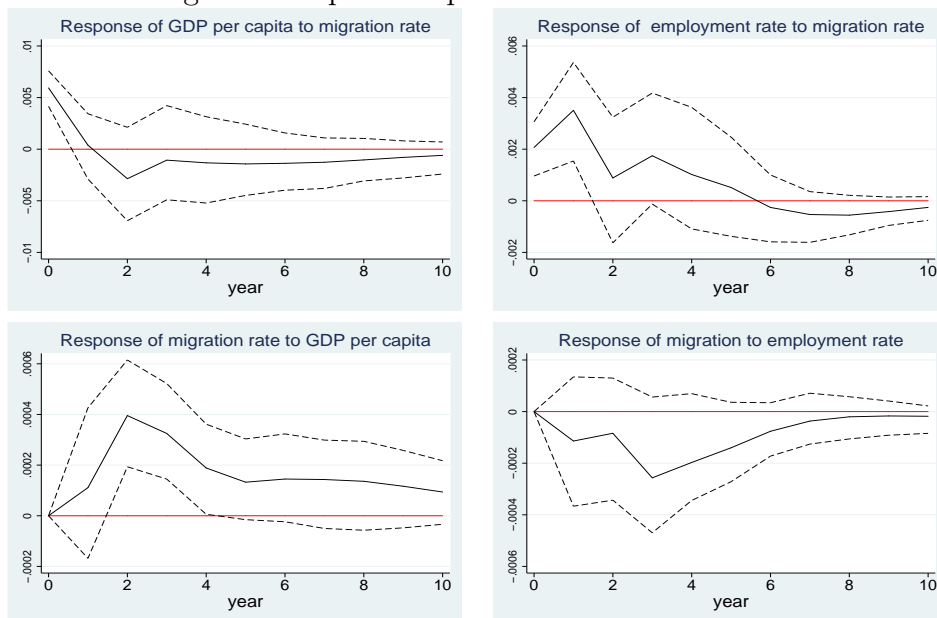 Response of GDP per capita to migration rate
.01
.005
0
-.005
-.01
0 2 4 6 8 10
year
Response of employment rate to migration rate
.006
.004
.002
0
-.002
0 2 4 6 8 10
year
Response of migration rate to GDP per capita
.0006
.0004
.0002
0
-.0002
0 2 4 6 8 10
year
Response of migration to employment rate
.0002
0
-.0002
-.0004
-.0006
0 2 4 6 8 10
year